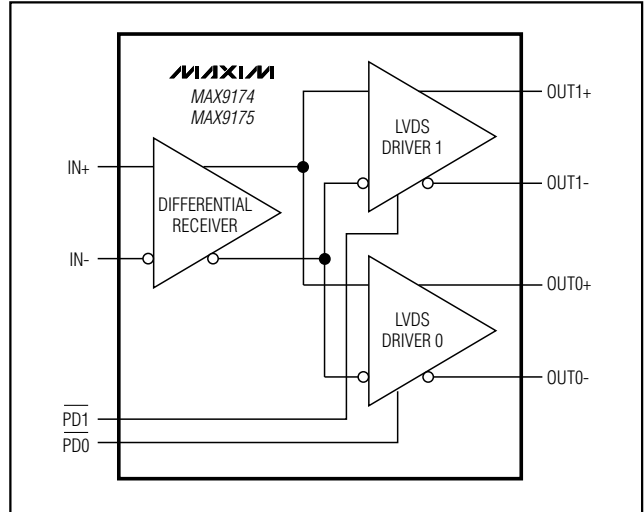 MAXIM
MAX9174
MAX9175
IN+
IN-
DIFFERENTIAL
RECEIVER
LVDS
DRIVER 1
OUT1+
OUT1-
LVDS
DRIVER 0
OUT0+
OUT0-
PD1
PD0